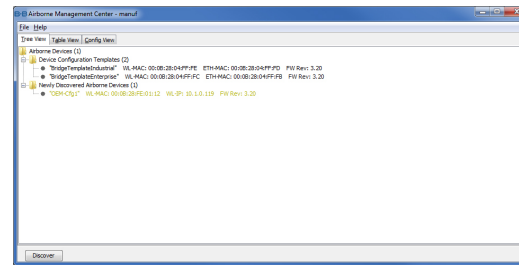 Airborne Management Center - manuf
File Help
Tree View Table View Config View
Airborne Devices (1)
Device Configuration Templates (2)
"BridgeTemplateIndustrial" WL-MAC: 00:0B:28:04:FF:FE ETH-MAC: 00:0B:28:04:FF:FD FW Rev: 3.20
"BridgeTemplateEnterprise" WL-MAC: 00:0B:28:04:FF:FC ETH-MAC: 00:0B:28:04:FF:FB FW Rev: 3.20
Newly Discovered Airborne Devices (1)
"OEM-Cfg1" WL-MAC: 00:0B:28:FE:01:12 WL-IP: 10.1.0.119 FW Rev: 3.20
Discover